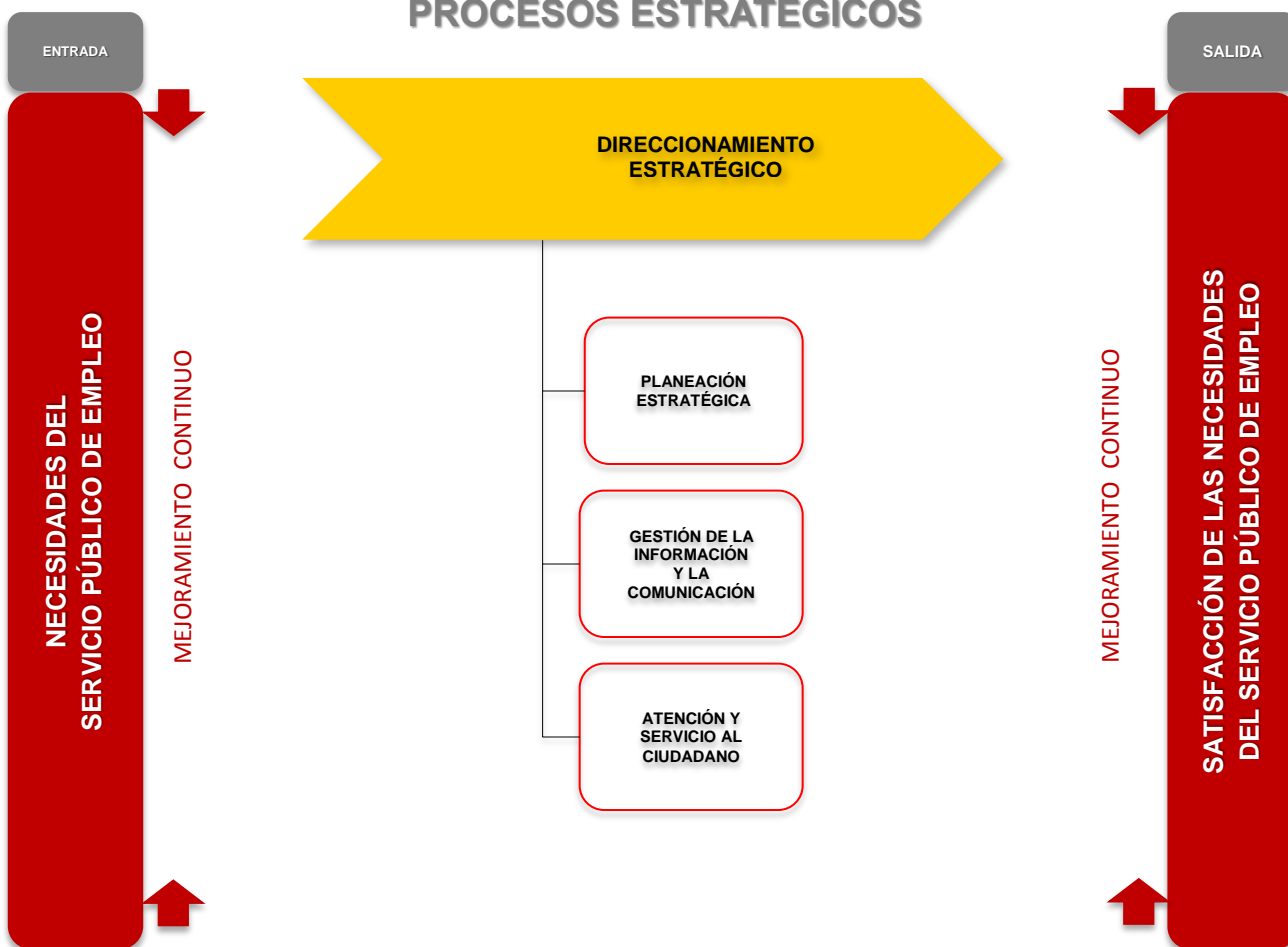 PROCESOS ESTRATÉGICOS
ENTRADA
SALIDA
DIRECCIONAMIENTO
ESTRATÉGICO
NECESIDADES DEL
SERVICIO PÚBLICO DE EMPLEO
MEJORAMIENTO CONTINUO
PLANEACIÓN
ESTRATÉGICA
GESTIÓN DE LA
INFORMACIÓN
Y LA
COMUNICACIÓN
ATENCIÓN Y
SERVICIO AL
CIUDADANO
MEJORAMIENTO CONTINUO
SATISFACCIÓN DE LAS NECESIDADES
DEL SERVICIO PÚBLICO DE EMPLEO